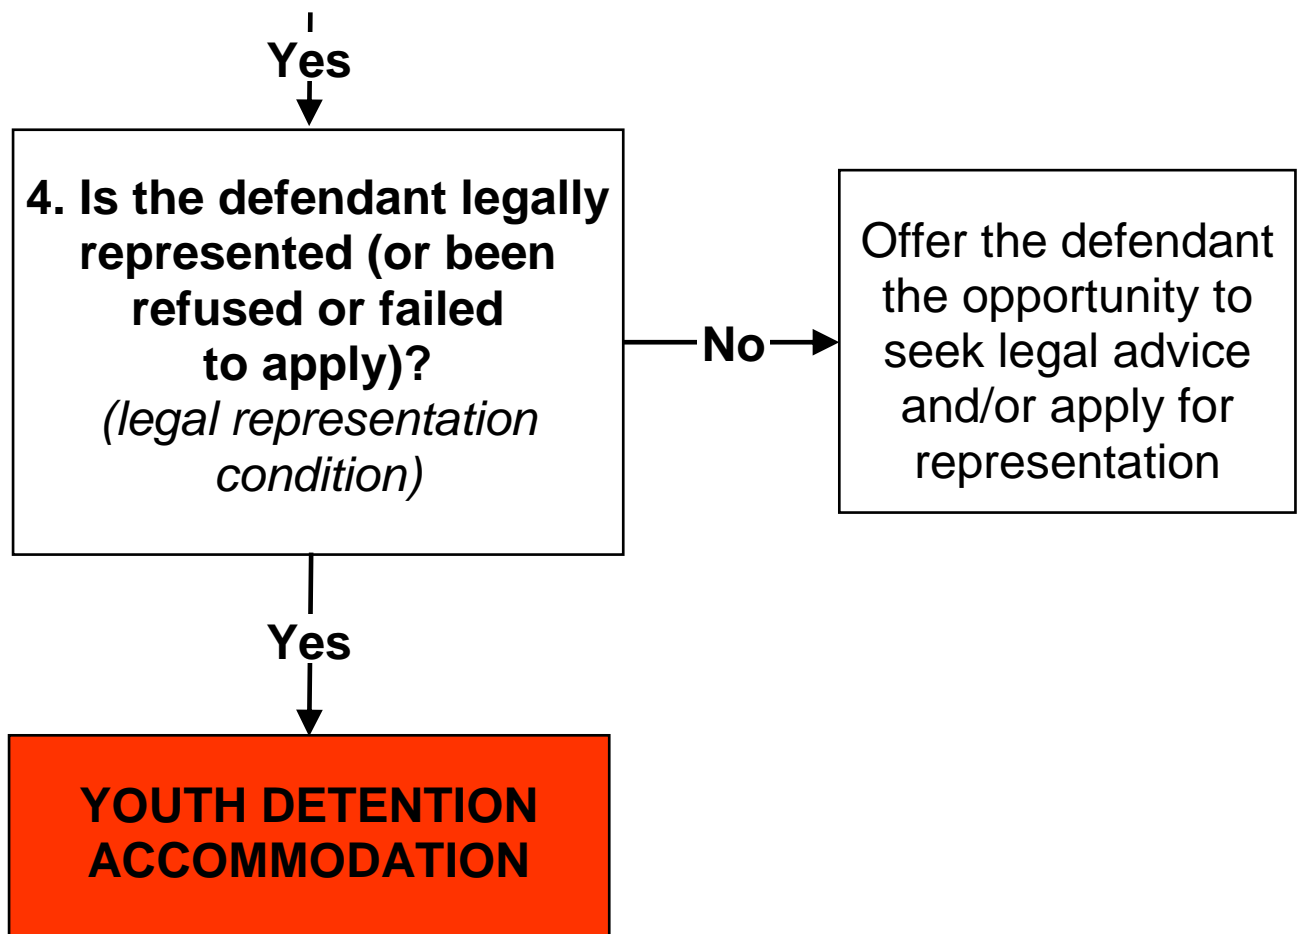 Yes
4. Is the defendant legally
represented (or been
refused or failed
to apply)?
(legal representation
condition)
No
Offer the defendant
the opportunity to
seek legal advice
and/or apply for
representation
Yes
YOUTH DETENTION
ACCOMMODATION